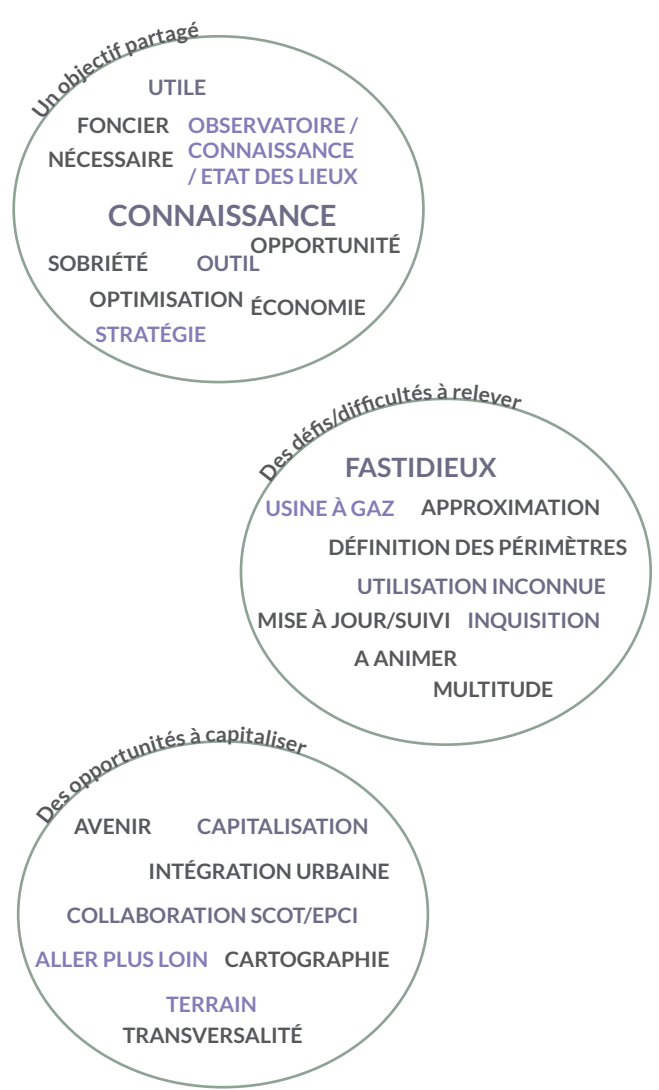 Un objectif partagé
UTILE
FONCIER
OBSERVATOIRE /
CONNAISSANCE
/ ETAT DES LIEUX
NÉCESSAIRE
CONNAISSANCE
OPPORTUNITÉ
SOBRIÉTÉ
OUTIL
OPTIMISATION
ÉCONOMIE
STRATÉGIE
Des défis/difficultés à relever
FASTIDIEUX
USINE À GAZ
APPROXIMATION
DÉFINITION DES PÉRIMÈTRES
UTILISATION INCONNUE
MISE À JOUR/SUIVI
INQUISITION
A ANIMER
MULTITUDE
Des opportunités à capitaliser
AVENIR
CAPITALISATION
INTÉGRATION URBAINE
COLLABORATION SCOT/EPCI
ALLER PLUS LOIN
CARTOGRAPHIE
TERRAIN
TRANSVERSALITÉ